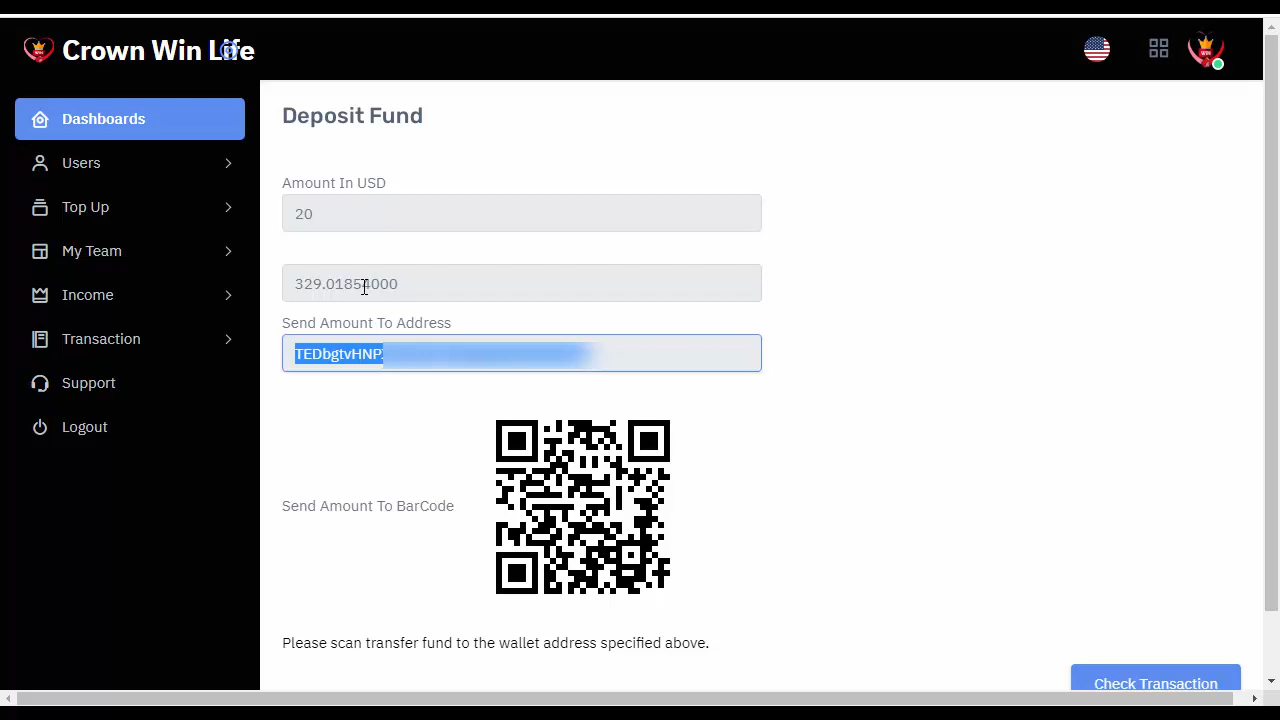 Crown Win Life
Dashboards
Users
Top Up
My Team
Income
Transaction
Support
Logout
Deposit Fund
Amount In USD
20
329.01854000
Send Amount To Address
TEDbgtvHNP
Send Amount To BarCode
Please scan transfer fund to the wallet address specified above.
Check Transaction